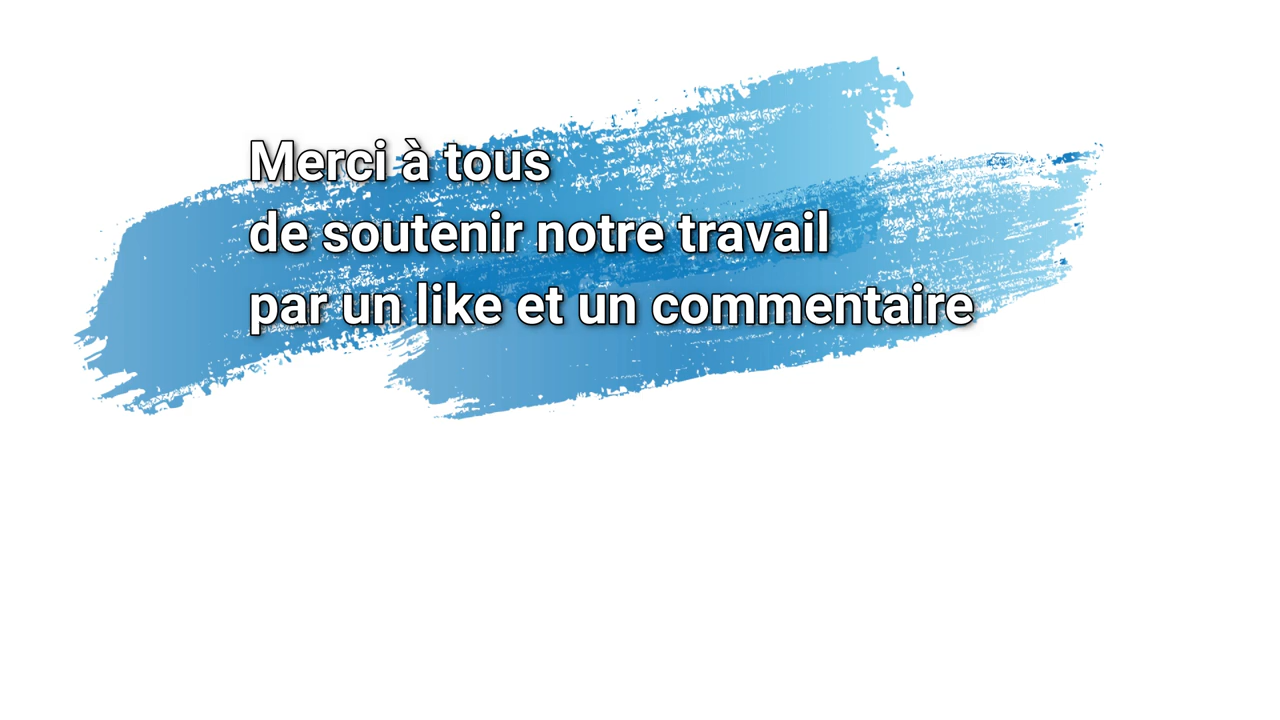 Merci à tous
de soutenir notre travail
par un like et un commentaire